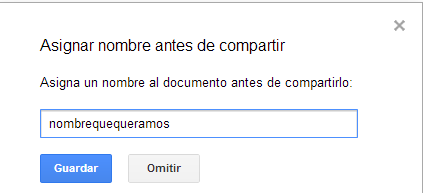 Asignar nombre antes de compartir
Asigna un nombre al documento antes de compartirlo:
nombrequequeramos
Guardar Omitir